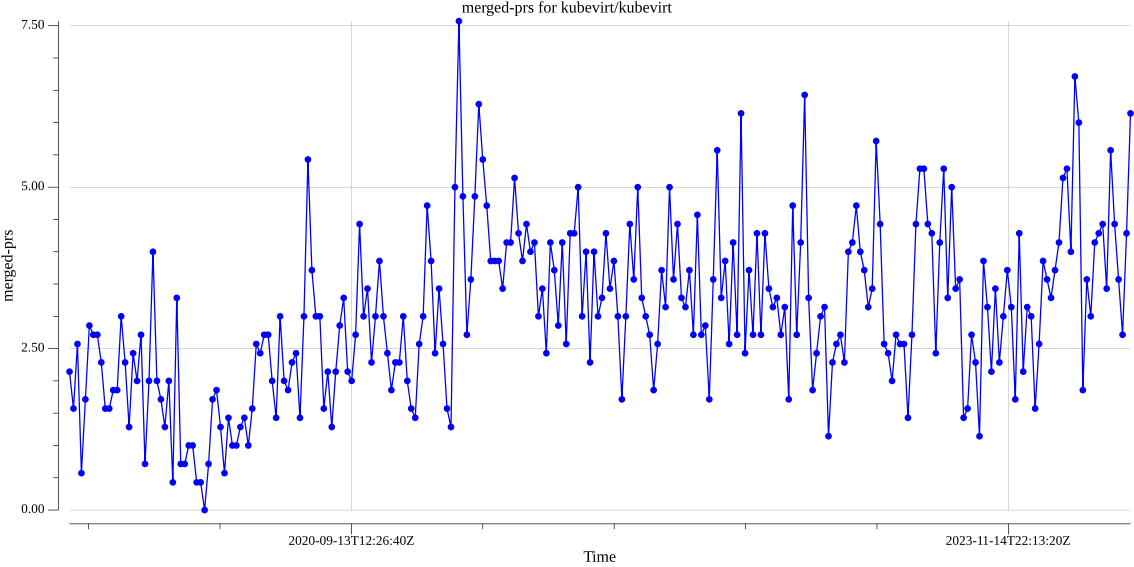 merged-prs for kubevirt/kubevirt
7.50
5.00
2.50
0.00
merged-prs
2020-09-13T12:26:40Z
2023-11-14T22:13:20Z
Time